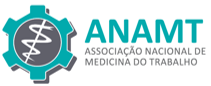 ANAMT
ASSOCIAÇÃO NACIONAL DE
MEDICINA DO TRABALHO